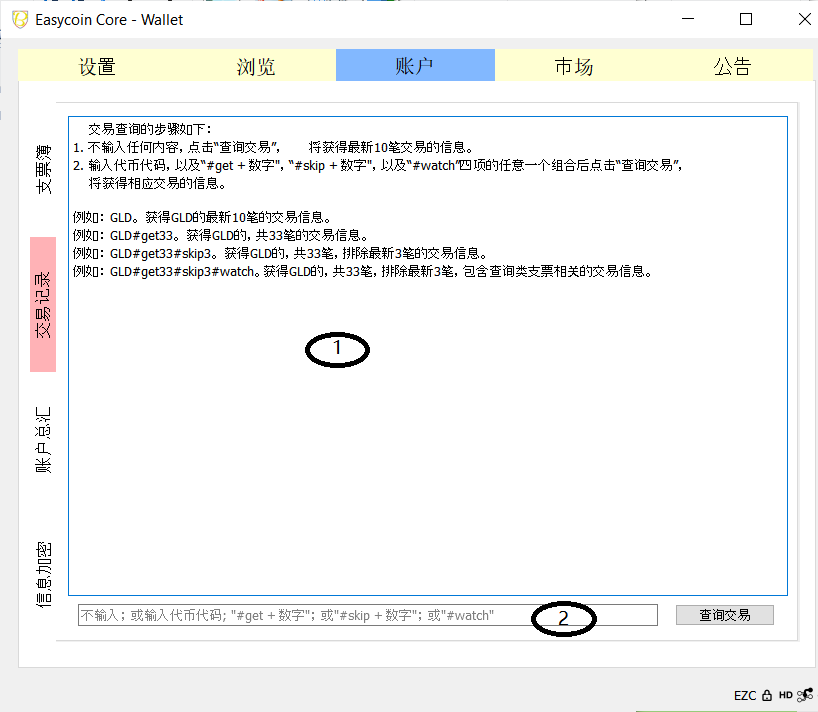 Easycoin Core - Wallet
设置 浏览 账户 市场 公告
支票簿
交易记录
账户总汇
信息加密
交易查询的步骤如下：
1. 不输入任何内容, 点击“查询交易”, 将获得最新10笔交易的信息。
2. 输入代币代码, 以及“#get + 数字", “#skip + 数字", 以及“#watch”四项的任意一个组合后点击“查询交易”,
将获得相应交易的信息。
例如：GLD。获得GLD的最新10笔的交易信息。
例如：GLD#get33。获得GLD的, 共33笔的交易信息。
例如：GLD#get33#skip3。获得GLD的, 共33笔, 排除最新3笔的交易信息。
例如：GLD#get33#skip3#watch。获得GLD的, 共33笔, 排除最新3笔, 包含查询类支票相关的交易信息。
1
不输入；或输入代币代码; "#get + 数字"；或"#skip + 数字"；或"#watch"
2
查询交易
EZC HD